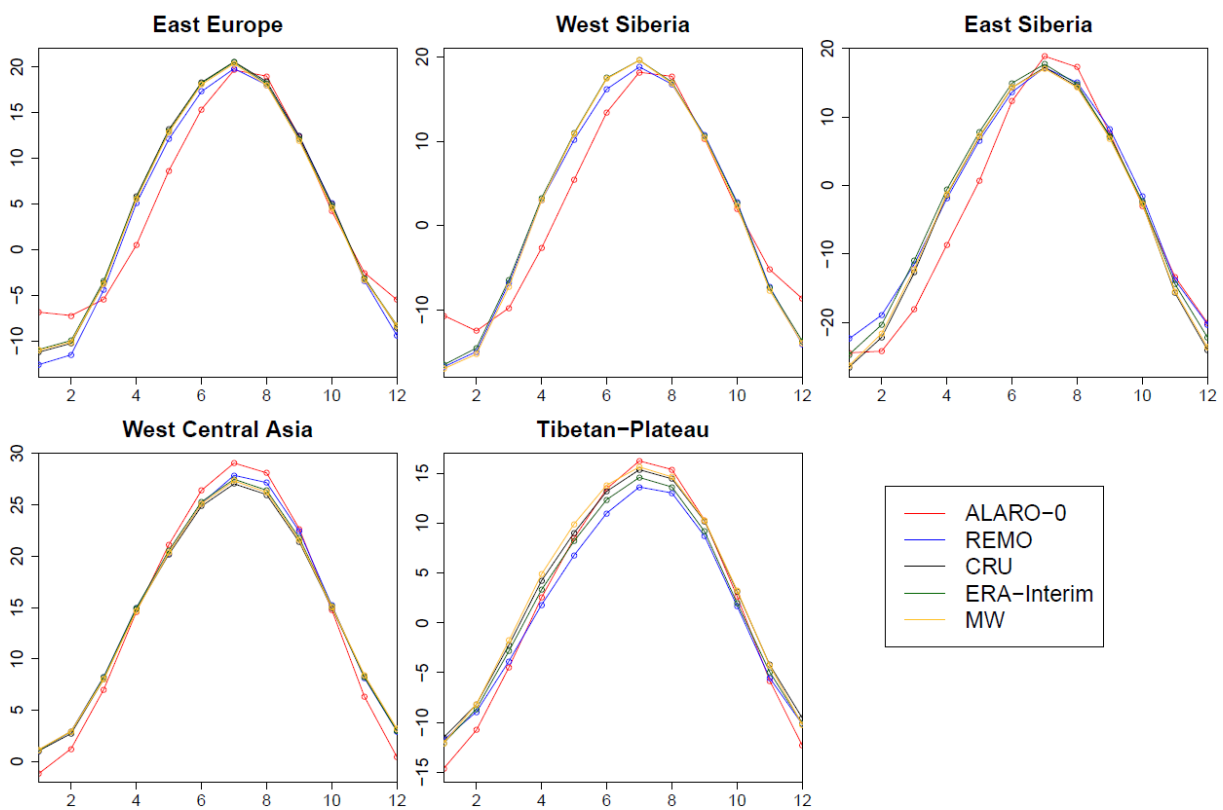 East Europe
20
15
10
5
0
−5
−10
2 4 6 8 10 12
West Siberia
20
10
0
−10
2 4 6 8 10 12
East Siberia
20
10
0
−10
−20
2 4 6 8 10 12
West Central Asia
30
25
20
15
10
5
0
2 4 6 8 10 12
Tibetan−Plateau
15
10
5
0
−5
−10
−15
2 4 6 8 10 12
ALARO−0
REMO
CRU
ERA−Interim
MW